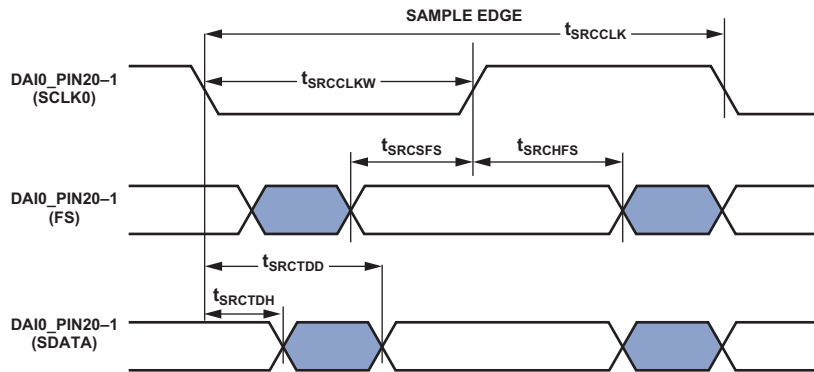 SAMPLE EDGE
tSRCCLK
DAI0_PIN20–1
(SCLK0)
tSRCCLKW
tSRCSFS
tSRCHFS
DAI0_PIN20–1
(FS)
tSRCTDD
tSRCTDH
DAI0_PIN20–1
(SDATA)